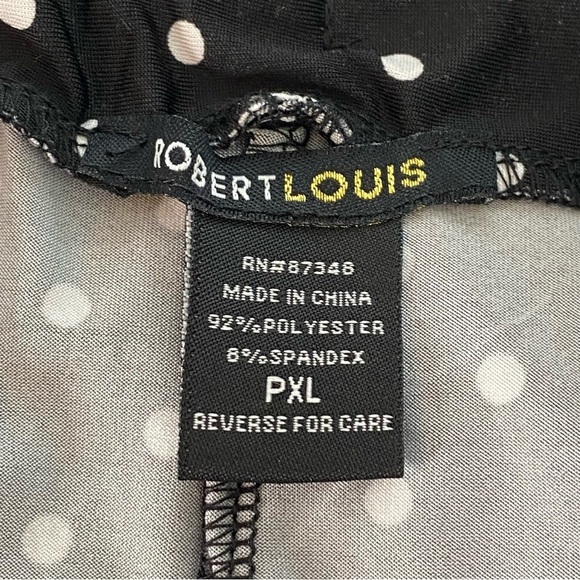 ROBERTLOUIS
RN#87348
MADE IN CHINA
92%POLYESTER
8%SPANDEX
PXL
REVERSE FOR CARE